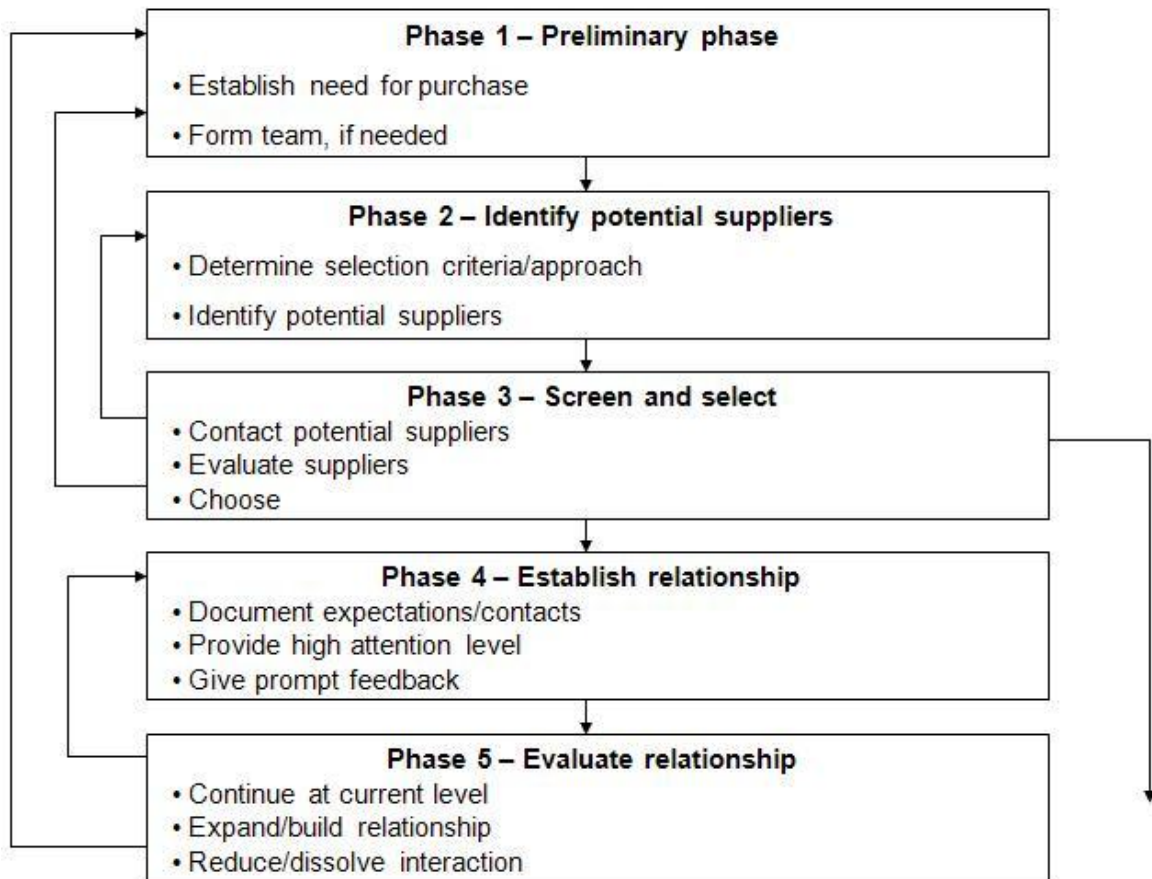 Phase 1 – Preliminary phase
• Establish need for purchase
• Form team, if needed
Phase 2 – Identify potential suppliers
• Determine selection criteria/approach
• Identify potential suppliers
Phase 3 – Screen and select
• Contact potential suppliers
• Evaluate suppliers
• Choose
Phase 4 – Establish relationship
• Document expectations/contacts
• Provide high attention level
• Give prompt feedback
Phase 5 – Evaluate relationship
• Continue at current level
• Expand/build relationship
• Reduce/dissolve interaction